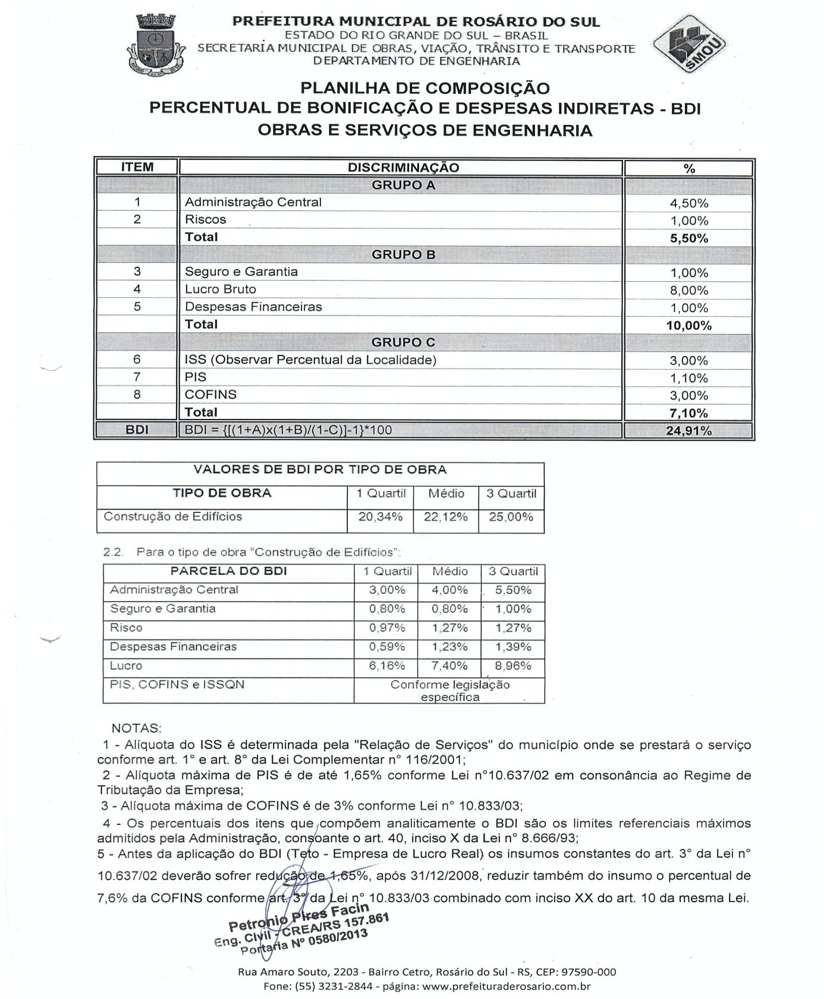 PREFEITURA MUNICIPAL DE ROSÁRIO DO SUL
ESTADO DO RIO GRANDE DO SUL – BRASIL
SECRETARIA MUNICIPAL DE OBRAS, VIAÇÃO, TRÂNSITO E TRANSPORTE
DEPARTAMENTO DE ENGENHARIA
SMOU
PLANILHA DE COMPOSIÇÃO
PERCENTUAL DE BONIFICAÇÃO E DESPESAS INDIRETAS - BDI
OBRAS E SERVIÇOS DE ENGENHARIA
ITEM DISCRIMINAÇÃO %
GRUPO A
1 Administração Central 4,50%
2 Riscos 1,00%
Total 5,50%
GRUPO B
3 Seguro e Garantia 1,00%
4 Lucro Bruto 8,00%
5 Despesas Financeiras 1,00%
Total 10,00%
GRUPO C
6 ISS (Observar Percentual da Localidade) 3,00%
7 PIS 1,10%
8 COFINS 3,00%
Total 7,10%
BDI BDI = {[(1+A)x(1+B)/(1-C)]-1}*100 24,91%
VALORES DE BDI POR TIPO DE OBRA
TIPO DE OBRA 1 Quartil Médio 3 Quartil
Construção de Edifícios 20,34% 22,12% 25,00%
2.2. Para o tipo de obra "Construção de Edifícios":
PARCELA DO BDI 1 Quartil Médio 3 Quartil
Administração Central 3,00% 4,00% 5,50%
Seguro e Garantia 0,80% 0,80% 1,00%
Risco 0,97% 1,27% 1,27%
Despesas Financeiras 0,59% 1,23% 1,39%
Lucro 6,16% 7,40% 8,96%
PIS, COFINS e ISSQN Conforme legislação
específica
NOTAS:
1 - Alíquota do ISS é determinada pela "Relação de Serviços" do município onde se prestará o serviço
conforme art. 1° e art. 8° da Lei Complementar n° 116/2001;
2 - Alíquota máxima de PIS é de até 1,65% conforme Lei n°10.637/02 em consonância ao Regime de
Tributação da Empresa;
3 - Alíquota máxima de COFINS é de 3% conforme Lei n° 10.833/03;
4 - Os percentuais dos itens que compõem analiticamente o BDI são os limites referenciais máximos
admitidos pela Administração, consoante o art. 40, inciso X da Lei n° 8.666/93;
5 - Antes da aplicação do BDI (Teto - Empresa de Lucro Real) os insumos constantes do art. 3° da Lei n°
10.637/02 deverão sofrer redução de 1,65%, após 31/12/2008, reduzir também do insumo o percentual de
7,6% da COFINS conforme art. 3° da Lei n° 10.833/03 combinado com inciso XX do art. 10 da mesma Lei.
Petronio Pires Facin
Eng. Civil - CREA/RS 157.861
Portaria Nº 0580/2013
Rua Amaro Souto, 2203 - Bairro Cetro, Rosário do Sul - RS, CEP: 97590-000
Fone: (55) 3231-2844 - página: www.prefeituraderosario.com.br